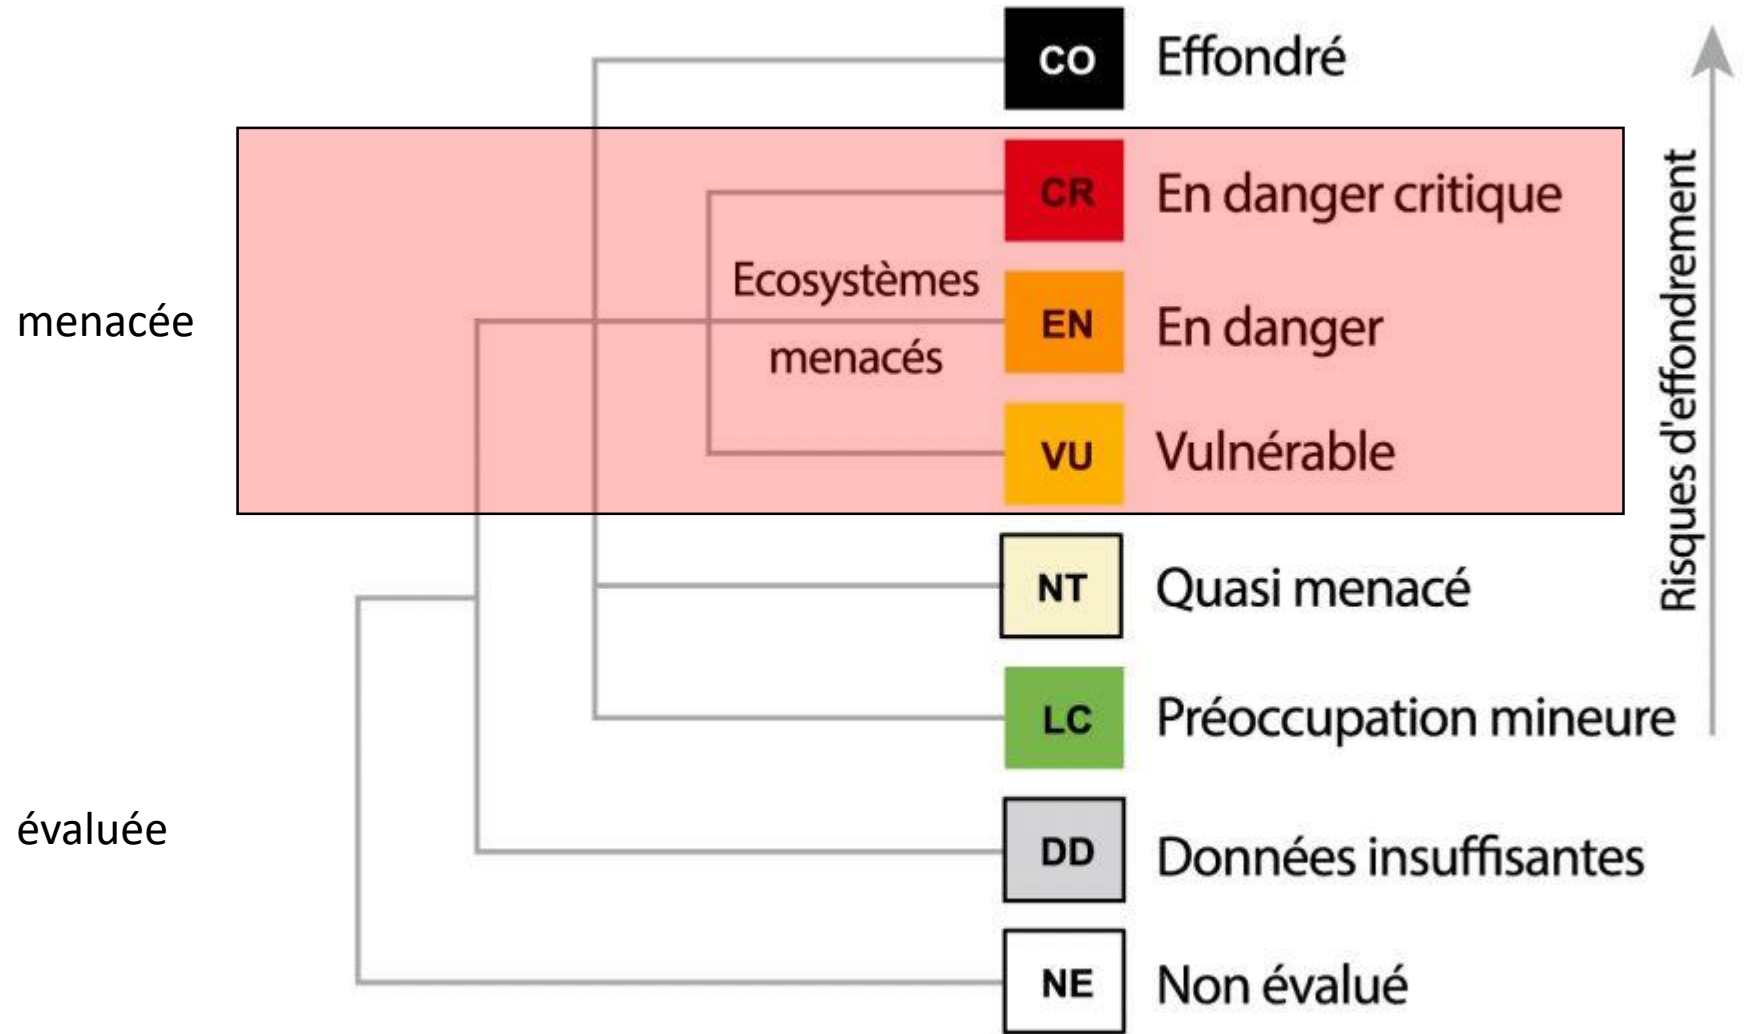 CO Effondré
CR En danger critique
Ecosystèmes
menacée
EN En danger
menacés
VU Vulnérable
Risques d'effondrement
NT Quasi menacé
LC Préoccupation mineure
évaluée
DD Données insuffisantes
NE Non évalué